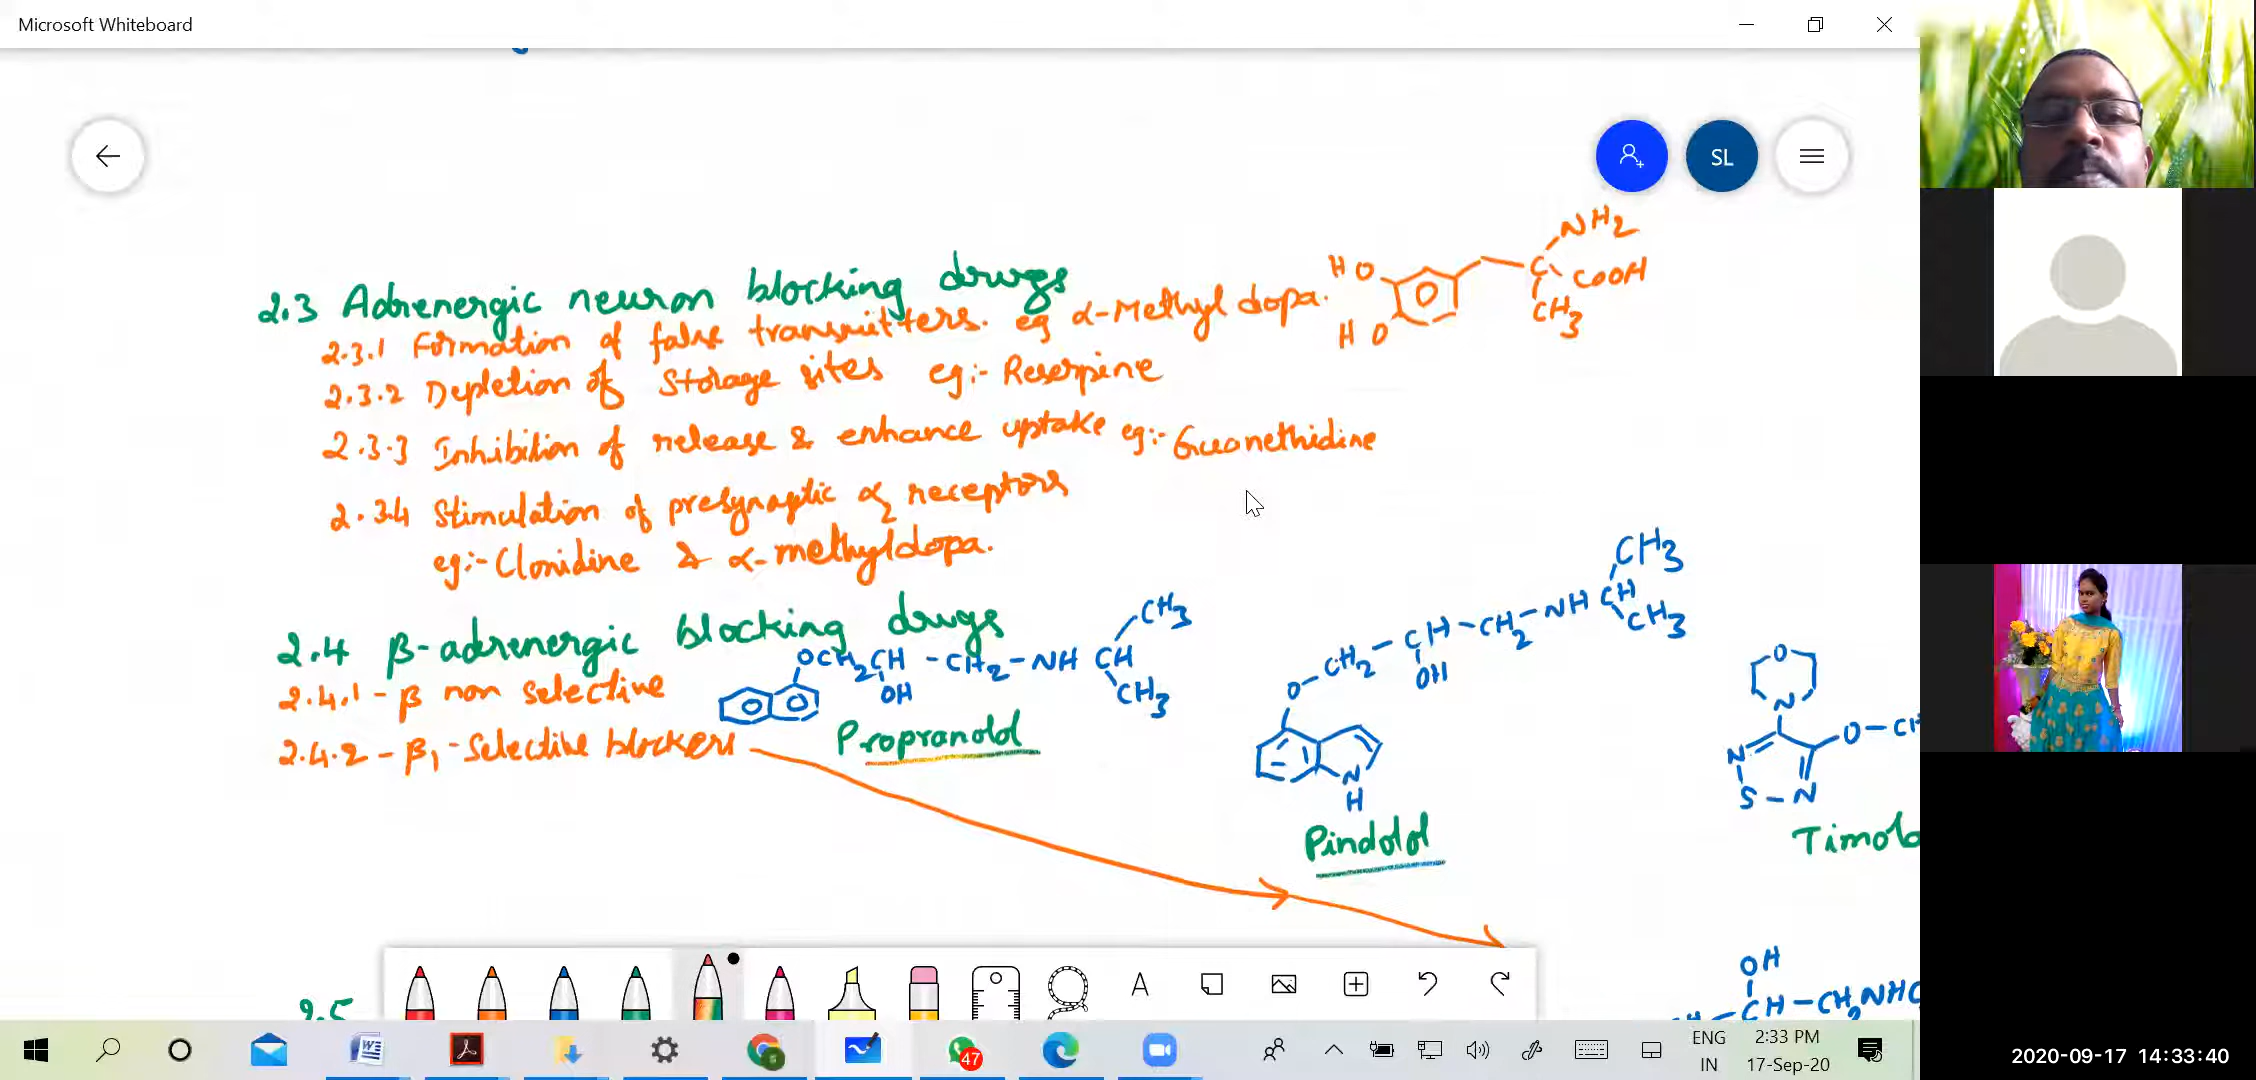 Microsoft Whiteboard
SL
2.3 Adrenergic neuron blocking drugs
2.3.1 Formation of false transmitters. eg α-Methyl dopa.
HO
HO
NH2
C
COOH
CH3
2.3.2 Depletion of Storage sites eg:- Reserpine
2.3.3 Inhibition of release & enhance uptake eg:- Guanethidine
2.3.4 Stimulation of presynaptic α2 receptors
eg:- Clonidine & α-methyldopa.
2.4 β-adrenergic blocking drugs
2.4.1 - β non selective
2.4.2 - β1-Selective blockers
OCH2CH - CH2 - NH CH
OH
CH3
CH3
Propranolol
O - CH2 - CH - CH2 - NH CH
OH
CH3
CH3
N
H
Pindolol
O
N
N
S - N
O - CH
Timolo
OH
CH - CH2NHC
2.5
A
47
ENG
IN
2:33 PM
17-Sep-20
2020-09-17 14:33:40